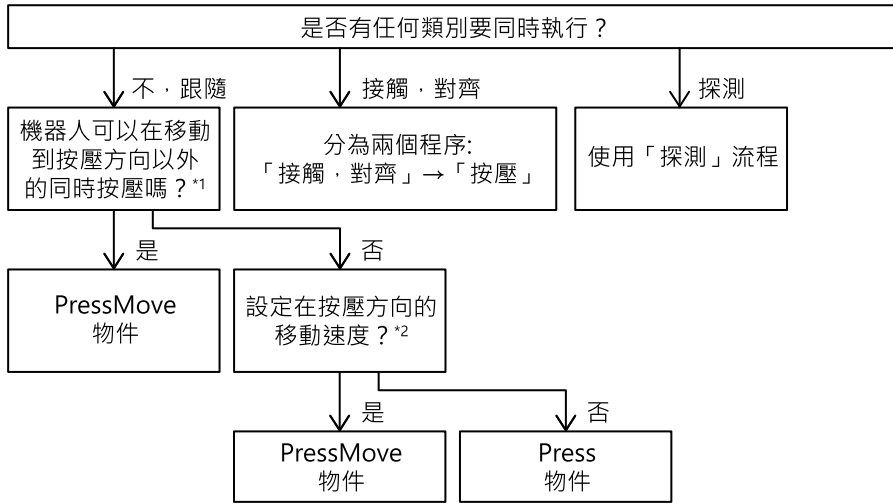 是否有任何類別要同時執行？
不，跟隨
接觸，對齊
探測
機器人可以在移動
到按壓方向以外
的同時按壓嗎？*1
分為兩個程序:
「接觸，對齊」→「按壓」
使用「探測」流程
是
否
PressMove
物件
設定在按壓方向的
移動速度？*2
是
否
PressMove
物件
Press
物件